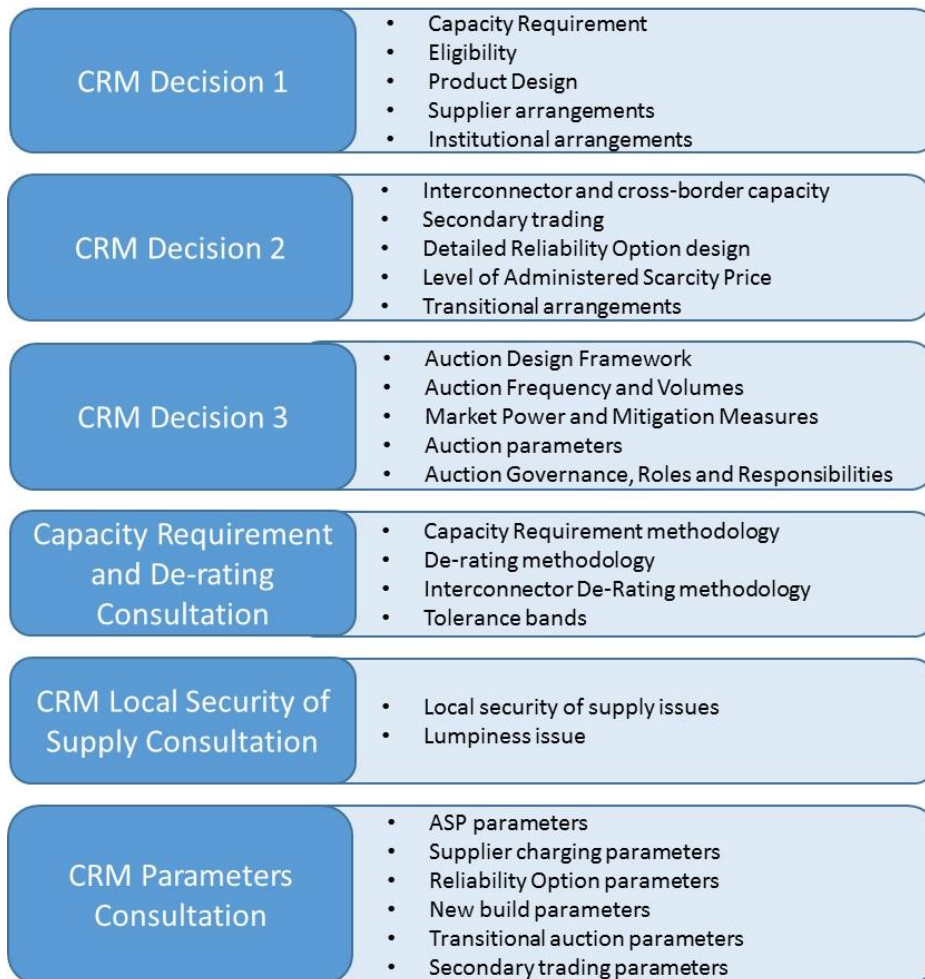 CRM Decision 1
• Capacity Requirement
• Eligibility
• Product Design
• Supplier arrangements
• Institutional arrangements
CRM Decision 2
• Interconnector and cross-border capacity
• Secondary trading
• Detailed Reliability Option design
• Level of Administered Scarcity Price
• Transitional arrangements
CRM Decision 3
• Auction Design Framework
• Auction Frequency and Volumes
• Market Power and Mitigation Measures
• Auction parameters
• Auction Governance, Roles and Responsibilities
Capacity Requirement
and De-rating
Consultation
• Capacity Requirement methodology
• De-rating methodology
• Interconnector De-Rating methodology
• Tolerance bands
CRM Local Security of
Supply Consultation
• Local security of supply issues
• Lumpiness issue
CRM Parameters
Consultation
• ASP parameters
• Supplier charging parameters
• Reliability Option parameters
• New build parameters
• Transitional auction parameters
• Secondary trading parameters